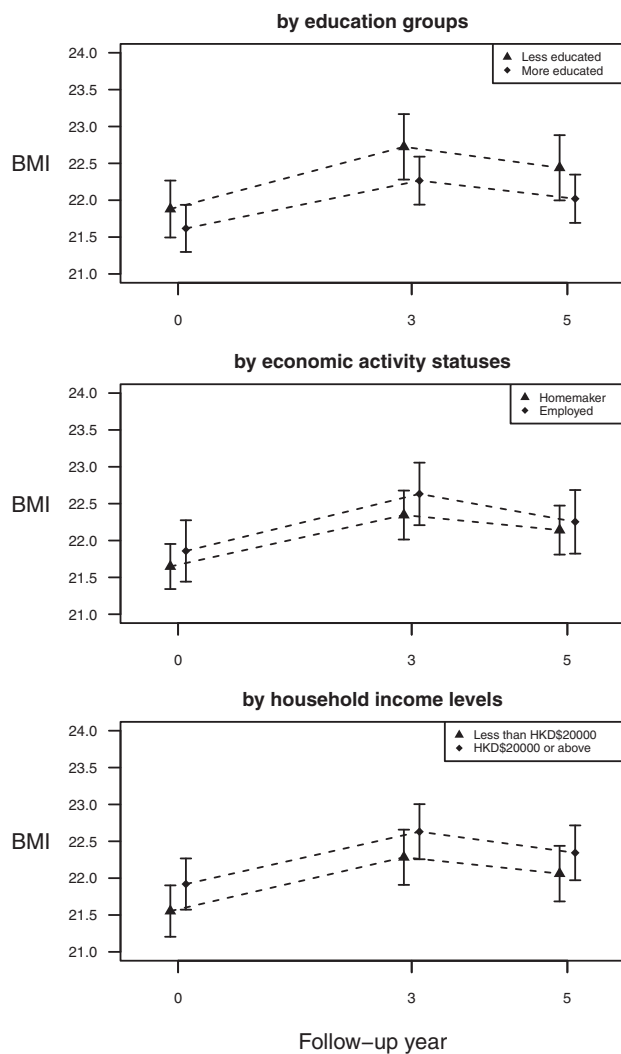 by education groups
24.0
Less educated
More educated
23.5
23.0
BMI
22.5
22.0
21.5
21.0
0 3 5
by economic activity statuses
24.0
Homemaker
Employed
23.5
23.0
BMI
22.5
22.0
21.5
21.0
0 3 5
by household income levels
24.0
Less than HKD$20000
HKD$20000 or above
23.5
23.0
22.5
BMI
22.0
21.5
21.0
0 3 5
Follow−up year